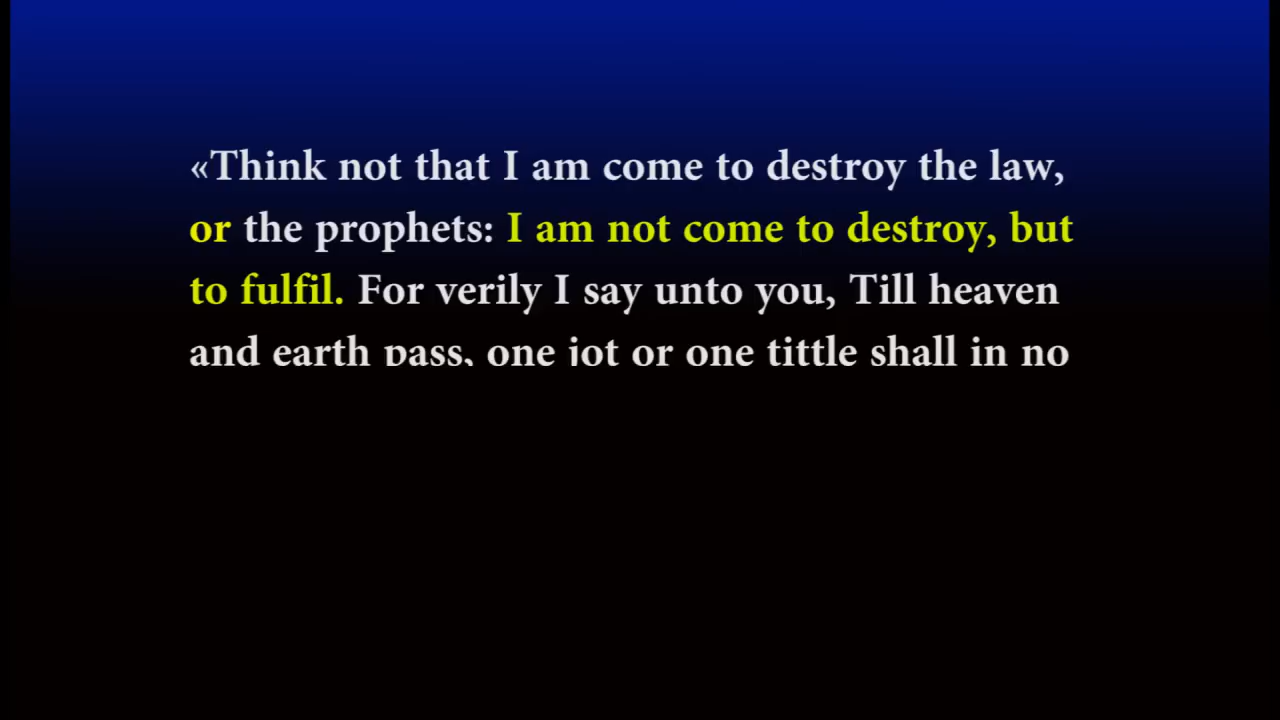 «Think not that I am come to destroy the law,
or the prophets: I am not come to destroy, but
to fulfil. For verily I say unto you, Till heaven
and earth pass, one jot or one tittle shall in no